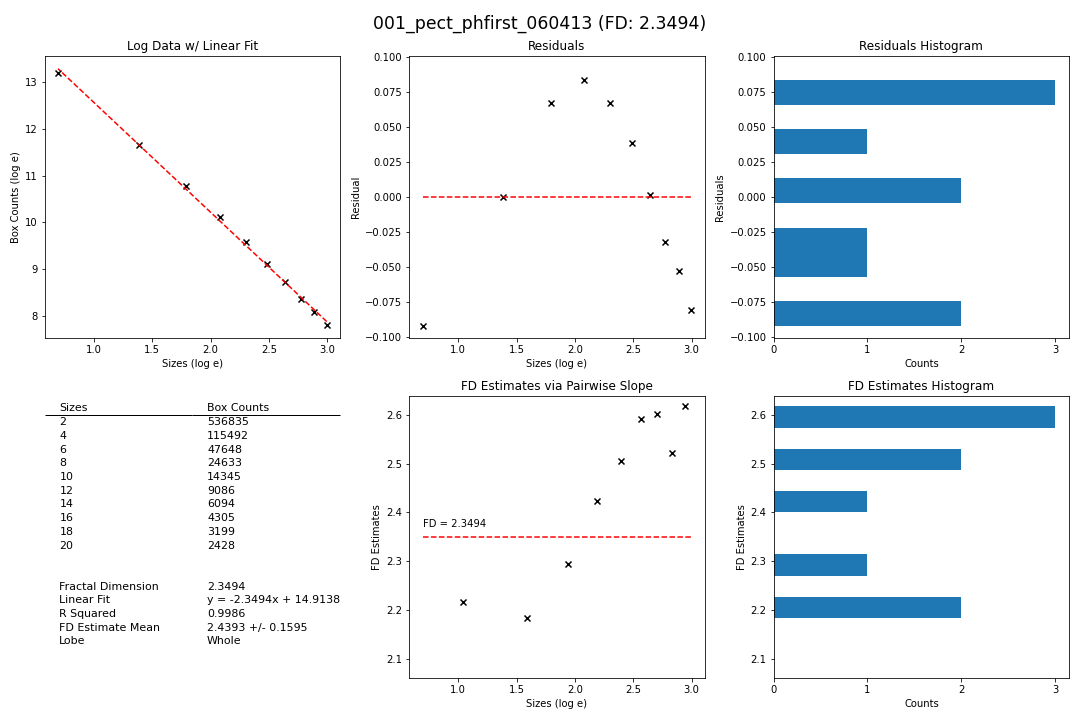 001_pect_phfirst_060413 (FD: 2.3494)
Log Data w/ Linear Fit
Box Counts (log e)
13
12
11
10
9
8
1.0 1.5 2.0 2.5 3.0
Sizes (log e)
Residuals
Residual
0.100
0.075
0.050
0.025
0.000
−0.025
−0.050
−0.075
−0.100
1.0 1.5 2.0 2.5 3.0
Sizes (log e)
Residuals Histogram
Residuals
0.100
0.075
0.050
0.025
0.000
−0.025
−0.050
−0.075
−0.100
0 1 2 3
Counts
Sizes Box Counts
2 536835
4 115492
6 47648
8 24633
10 14345
12 9086
14 6094
16 4305
18 3199
20 2428
Fractal Dimension 2.3494
Linear Fit y = -2.3494x + 14.9138
R Squared 0.9986
FD Estimate Mean 2.4393 +/- 0.1595
Lobe Whole
FD Estimates via Pairwise Slope
FD Estimates
2.6
2.5
2.4
2.3
2.2
2.1
FD = 2.3494
1.0 1.5 2.0 2.5 3.0
Sizes (log e)
FD Estimates Histogram
FD Estimates
2.6
2.5
2.4
2.3
2.2
2.1
0 1 2 3
Counts